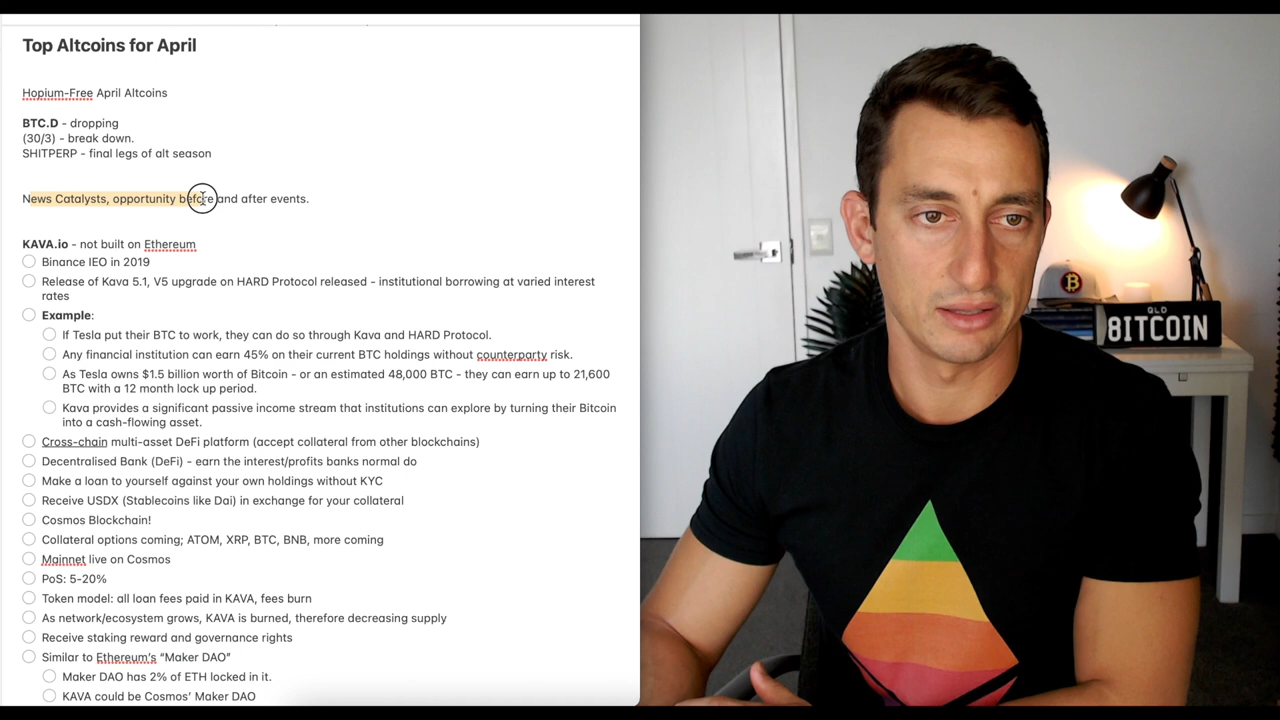 Top Altcoins for April
Hopium-Free April Altcoins
BTC.D - dropping
(30/3) - break down.
SHITPERP - final legs of alt season
News Catalysts, opportunity before and after events.
KAVA.io - not built on Ethereum
Binance IEO in 2019
Release of Kava 5.1, V5 upgrade on HARD Protocol released - institutional borrowing at varied interest
rates
Example:
If Tesla put their BTC to work, they can do so through Kava and HARD Protocol.
Any financial institution can earn 45% on their current BTC holdings without counterparty risk.
As Tesla owns $1.5 billion worth of Bitcoin - or an estimated 48,000 BTC - they can earn up to 21,600
BTC with a 12 month lock up period.
Kava provides a significant passive income stream that institutions can explore by turning their Bitcoin
into a cash-flowing asset.
Cross-chain multi-asset DeFi platform (accept collateral from other blockchains)
Decentralised Bank (DeFi) - earn the interest/profits banks normal do
Make a loan to yourself against your own holdings without KYC
Receive USDX (Stablecoins like Dai) in exchange for your collateral
Cosmos Blockchain!
Collateral options coming; ATOM, XRP, BTC, BNB, more coming
Mainnet live on Cosmos
PoS: 5-20%
Token model: all loan fees paid in KAVA, fees burn
As network/ecosystem grows, KAVA is burned, therefore decreasing supply
Receive staking reward and governance rights
Similar to Ethereum's “Maker DAO”
Maker DAO has 2% of ETH locked in it.
KAVA could be Cosmos' Maker DAO
QLD
8ITCOIN